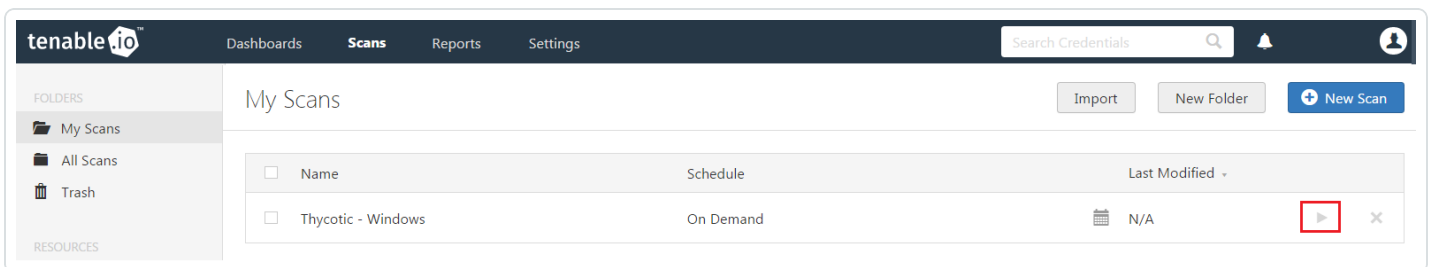 tenable.io™
Dashboards Scans Reports Settings Search Credentials
FOLDERS
My Scans
All Scans
Trash
RESOURCES
My Scans Import New Folder New Scan
Name Schedule Last Modified
Thycotic - Windows On Demand N/A